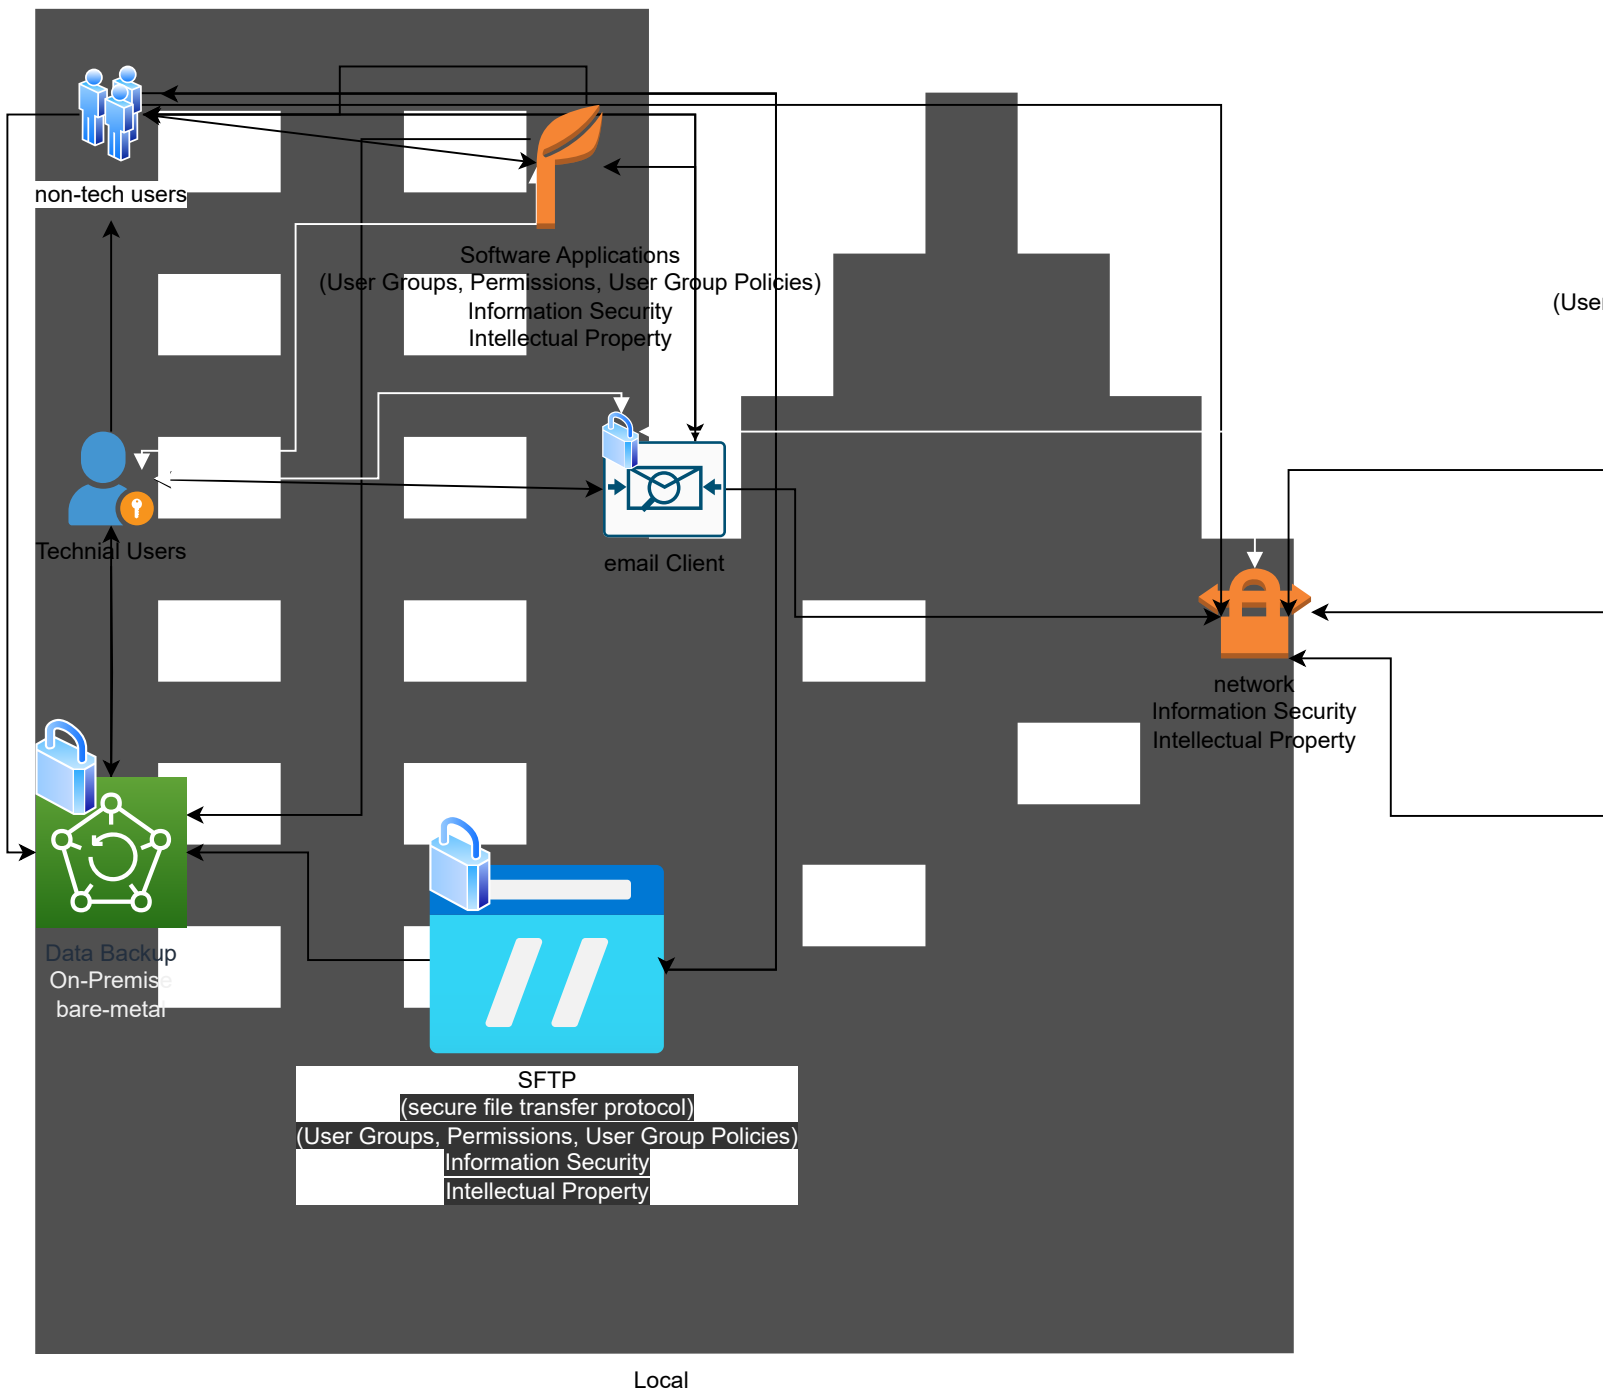 non-tech users
Software Applications
(User Groups, Permissions, User Group Policies)
Information Security
Intellectual Property
(User
Technial Users
email Client
network
Information Security
Intellectual Property
Data Backup
On-Premise
bare-metal
SFTP
(secure file transfer protocol)
(User Groups, Permissions, User Group Policies)
Information Security
Intellectual Property
Local